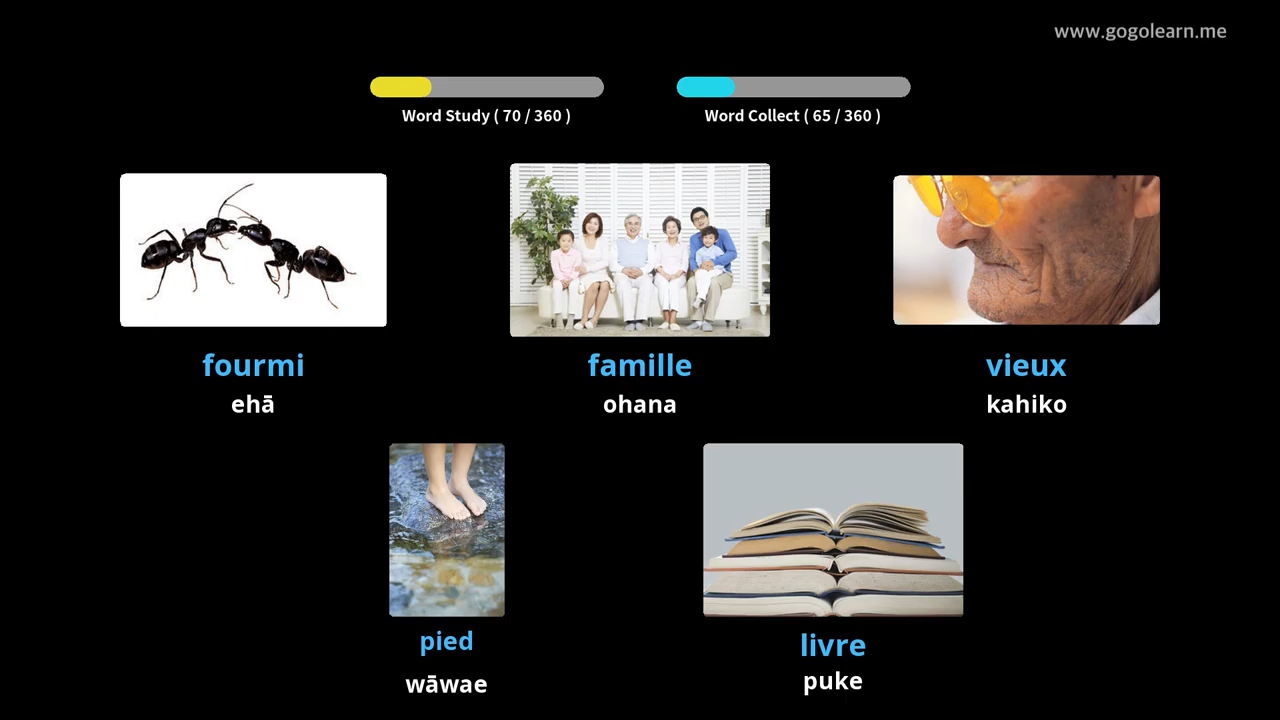 www.gogolearn.me
Word Study ( 70 / 360 )
Word Collect ( 65 / 360 )
fourmi
ehā
famille
ohana
vieux
kahiko
pied
wāwae
livre
puke